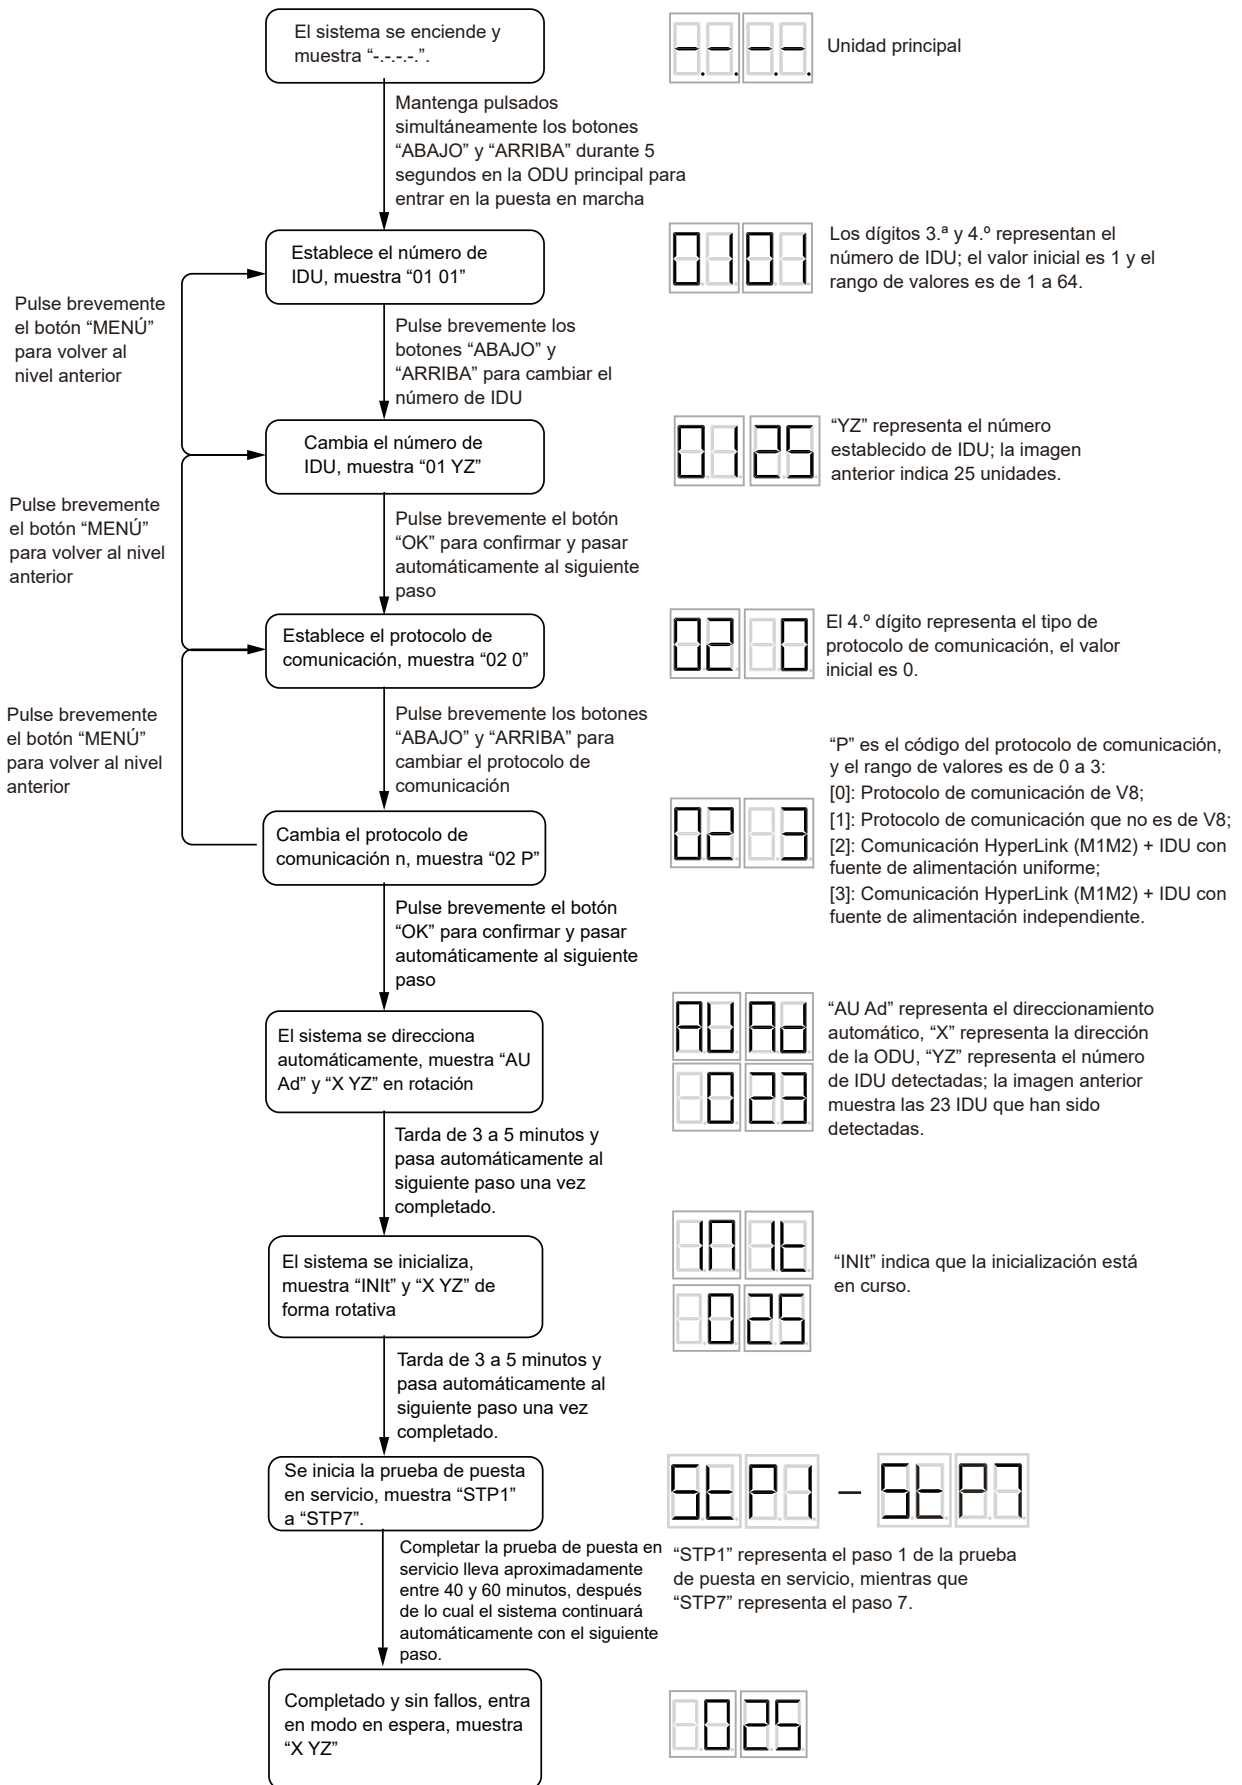 El sistema se enciende y
muestra “-.-.-.-.”.
-.-.-.-.
Unidad principal
Mantenga pulsados
simultáneamente los botones
“ABAJO” y “ARRIBA” durante 5
segundos en la ODU principal para
entrar en la puesta en marcha
Establece el número de
IDU, muestra “01 01”
0101
Los dígitos 3.ª y 4.º representan el
número de IDU; el valor inicial es 1 y el
rango de valores es de 1 a 64.
Pulse brevemente
el botón “MENÚ”
para volver al
nivel anterior
Pulse brevemente los
botones “ABAJO” y
“ARRIBA” para cambiar el
número de IDU
Cambia el número de
IDU, muestra “01 YZ”
0125
“YZ” representa el número
establecido de IDU; la imagen
anterior indica 25 unidades.
Pulse brevemente
el botón “MENÚ”
para volver al nivel
anterior
Pulse brevemente el botón
“OK” para confirmar y pasar
automáticamente al siguiente
paso
Establece el protocolo de
comunicación, muestra “02 0”
02 0
El 4.º dígito representa el tipo de
protocolo de comunicación, el valor
inicial es 0.
Pulse brevemente
el botón “MENÚ”
para volver al nivel
anterior
Pulse brevemente los botones
“ABAJO” y “ARRIBA” para
cambiar el protocolo de
comunicación
Cambia el protocolo de
comunicación n, muestra “02 P”
02 3
“P” es el código del protocolo de comunicación,
y el rango de valores es de 0 a 3:
[0]: Protocolo de comunicación de V8;
[1]: Protocolo de comunicación que no es de V8;
[2]: Comunicación HyperLink (M1M2) + IDU con
fuente de alimentación uniforme;
[3]: Comunicación HyperLink (M1M2) + IDU con
fuente de alimentación independiente.
Pulse brevemente el botón
“OK” para confirmar y pasar
automáticamente al siguiente
paso
El sistema se direcciona
automáticamente, muestra “AU
Ad” y “X YZ” en rotación
AUAd
023
“AU Ad” representa el direccionamiento
automático, “X” representa la dirección
de la ODU, “YZ” representa el número
de IDU detectadas; la imagen anterior
muestra las 23 IDU que han sido
detectadas.
Tarda de 3 a 5 minutos y
pasa automáticamente al
siguiente paso una vez
completado.
El sistema se inicializa,
muestra “INIt” y “X YZ” de
forma rotativa
INIt
025
“INIt” indica que la inicialización está
en curso.
Tarda de 3 a 5 minutos y
pasa automáticamente al
siguiente paso una vez
completado.
Se inicia la prueba de puesta
en servicio, muestra “STP1”
a “STP7”.
StP1 – StP7
“STP1” representa el paso 1 de la prueba
de puesta en servicio, mientras que
“STP7” representa el paso 7.
Completar la prueba de puesta en
servicio lleva aproximadamente
entre 40 y 60 minutos, después
de lo cual el sistema continuará
automáticamente con el siguiente
paso.
Completado y sin fallos, entra
en modo en espera, muestra
“X YZ”
025